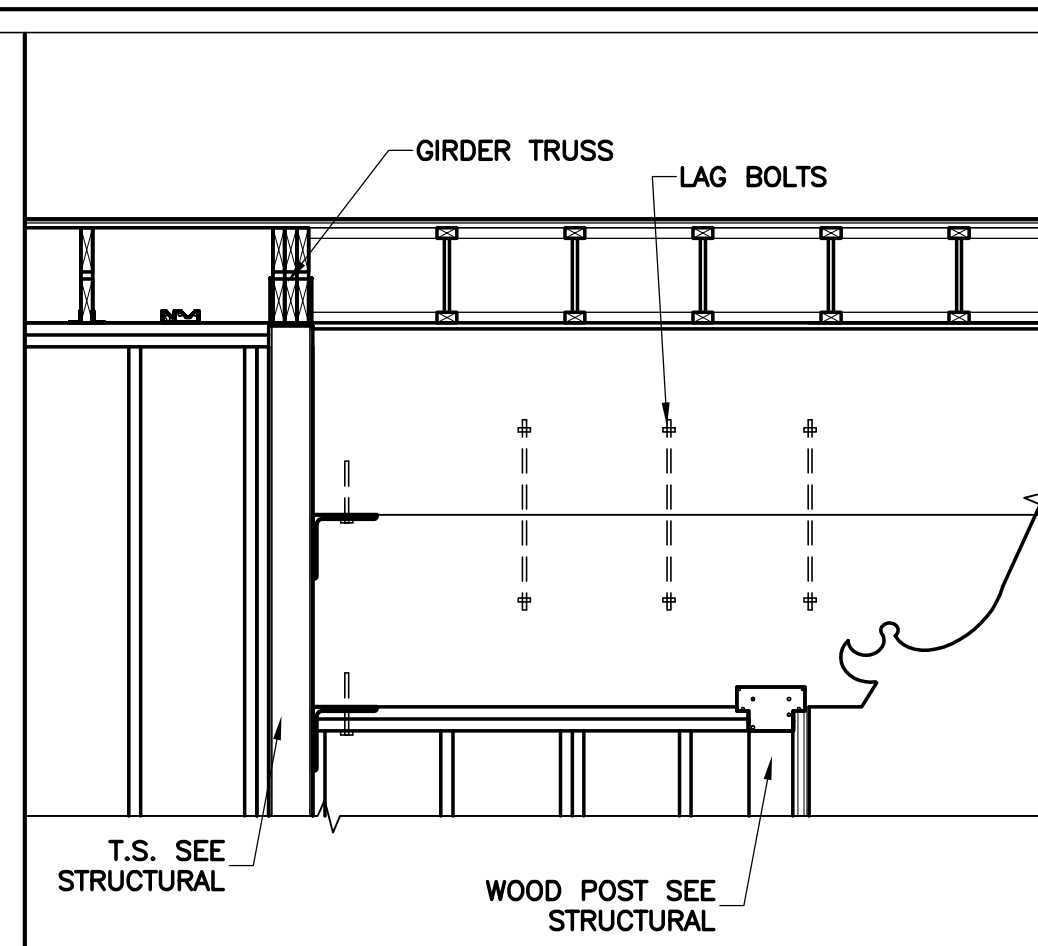 GIRDER TRUSS
LAG BOLTS
T.S. SEE
STRUCTURAL
WOOD POST SEE
STRUCTURAL